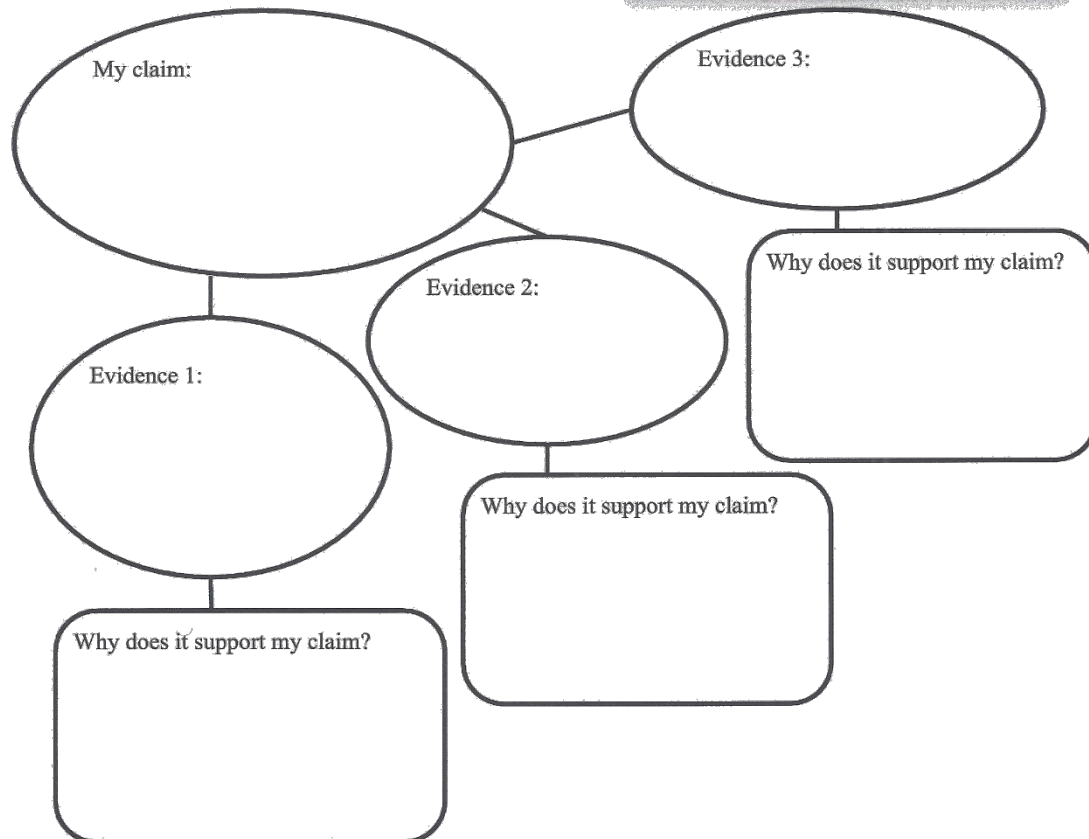 My claim:
Evidence 3:
Why does it support my claim?
Evidence 2:
Evidence 1:
Why does it support my claim?
Why does it support my claim?